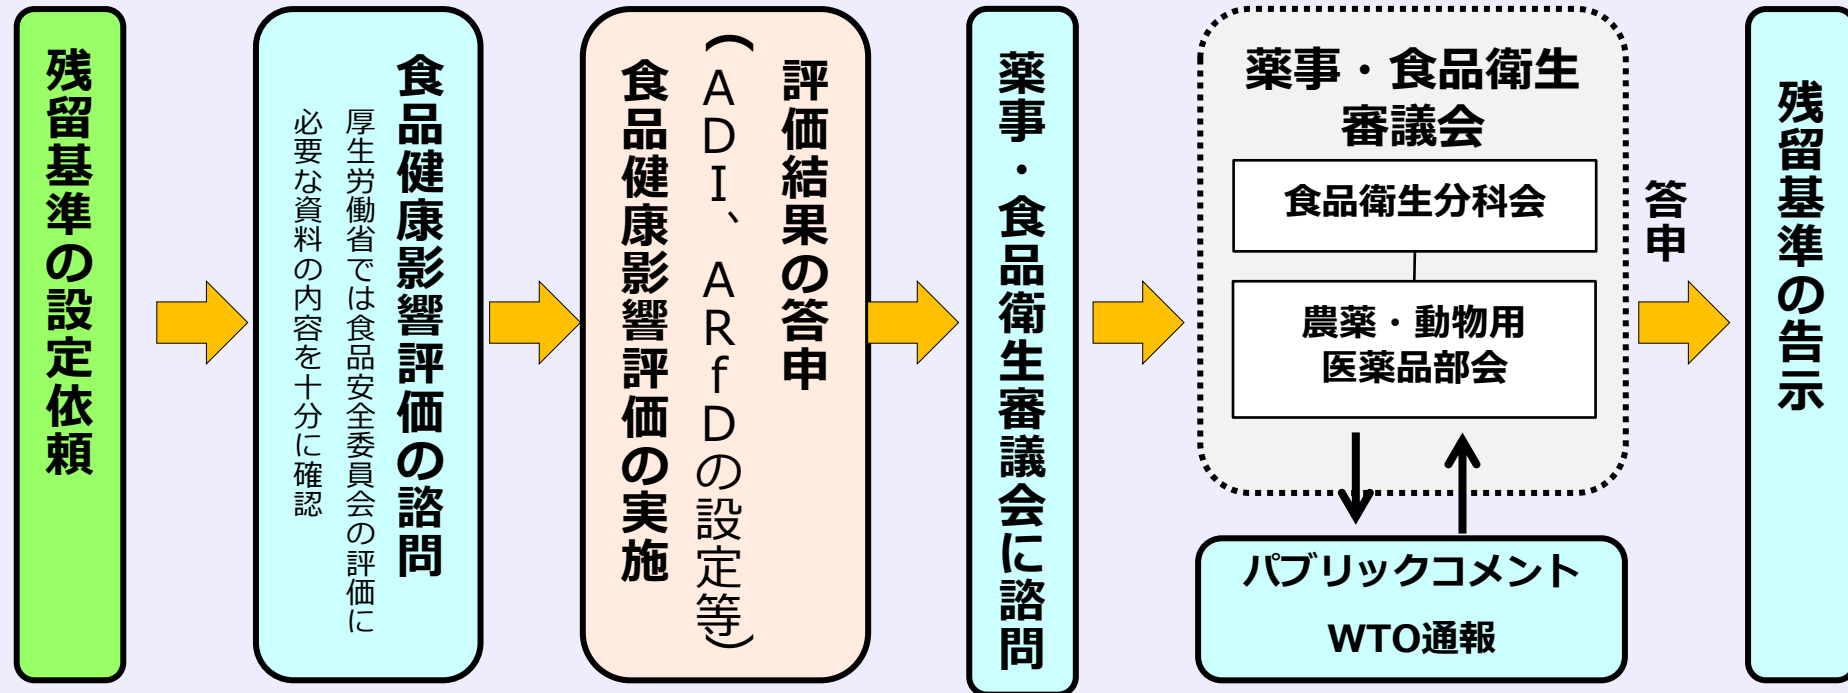 残留基準の設定依頼
食品健康影響評価の諮問
厚生労働省では食品安全委員会の評価に
必要な資料の内容を十分に確認
評価結果の答申
（ＡＤＩ、ＡＲｆＤの設定等）
食品健康影響評価の実施
薬事・食品衛生審議会に諮問
薬事・食品衛生
審議会
食品衛生分科会
農薬・動物用
医薬品部会
パブリックコメント
WTO通報
答申
残留基準の告示